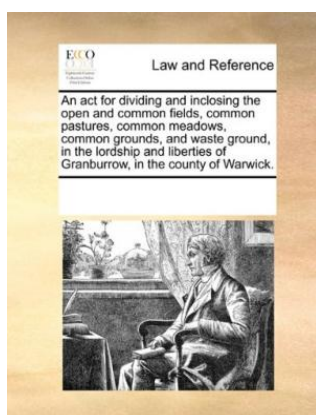 ECCO
Law and Reference
An act for dividing and inclosing the
open and common fields, common
pastures, common meadows,
common grounds, and waste ground,
in the lordship and liberties of
Granburrow, in the county of Warwick.